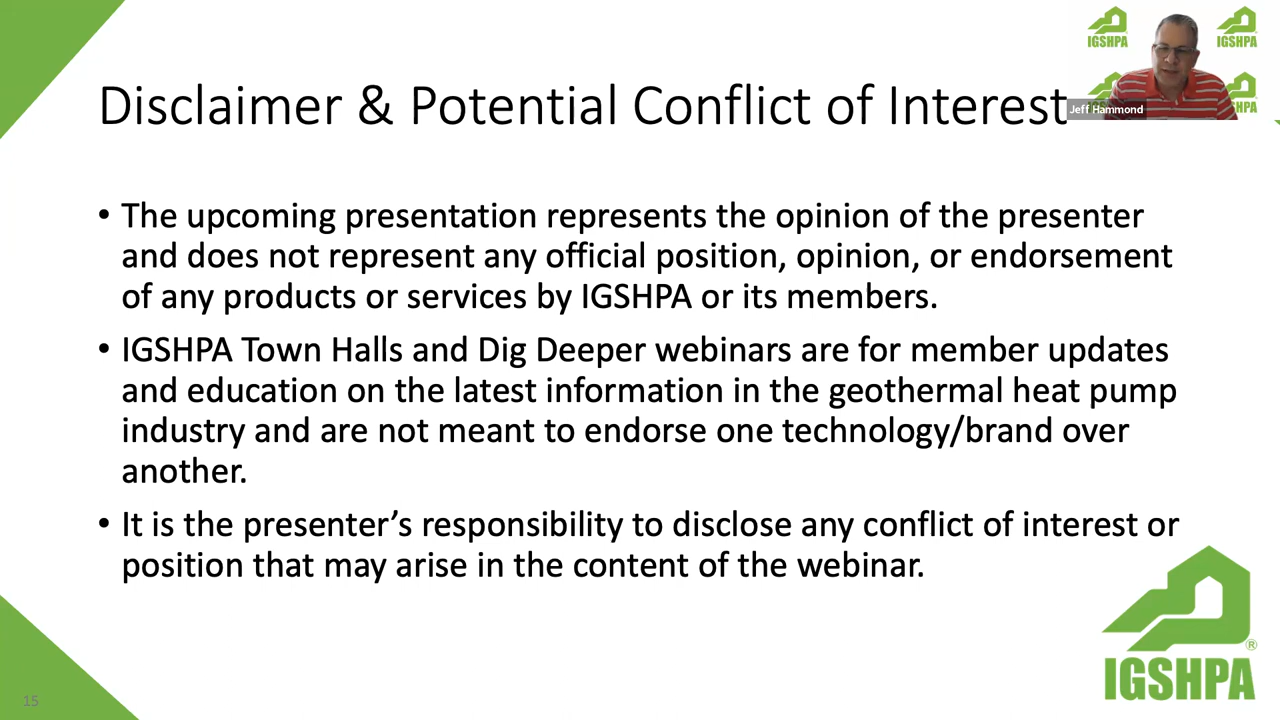 IGSHPA
IGSHPA
Jeff Hammond
Disclaimer & Potential Conflict of Interest
• The upcoming presentation represents the opinion of the presenter
and does not represent any official position, opinion, or endorsement
of any products or services by IGSHPA or its members.
• IGSHPA Town Halls and Dig Deeper webinars are for member updates
and education on the latest information in the geothermal heat pump
industry and are not meant to endorse one technology/brand over
another.
• It is the presenter’s responsibility to disclose any conflict of interest or
position that may arise in the content of the webinar.
®
IGSHPA
15